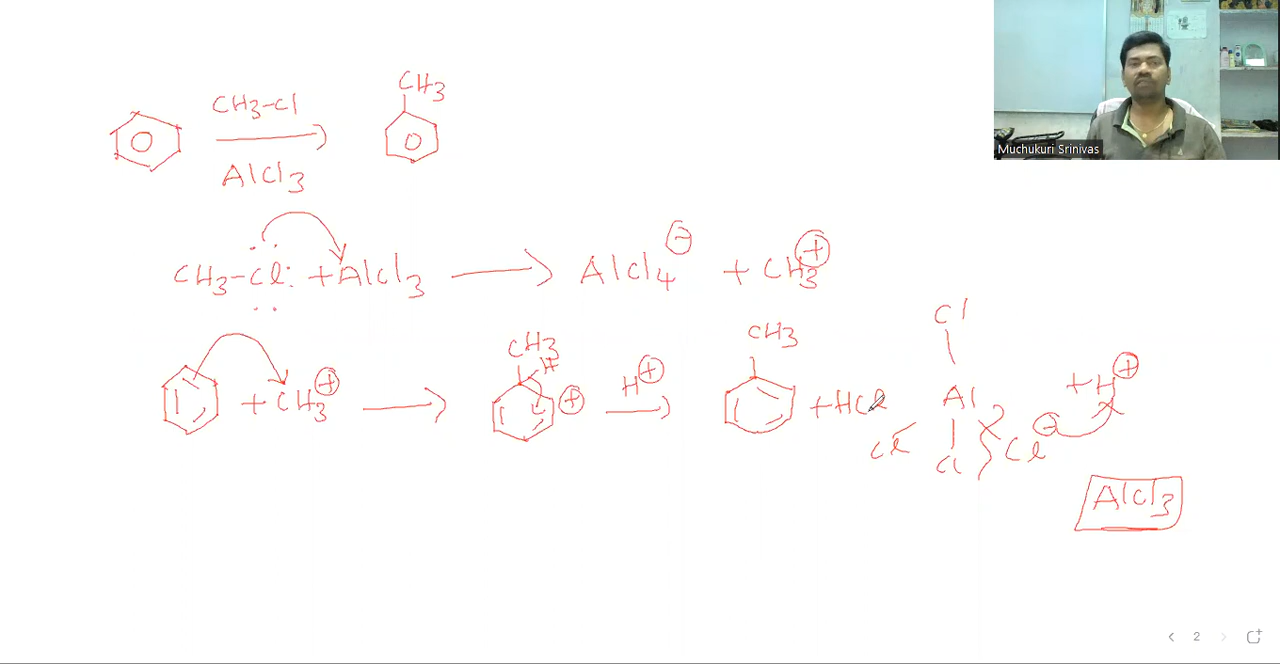 Muchukuri Srinivas
CH3-Cl
AlCl3
CH3
CH3-Cl: + AlCl3 → AlCl4⊖ + CH3⊕
+ CH3⊕ →
CH3
H
⊕
H⊕
→
CH3
+ HCl
Cl
Al
Cl
Cl
Cl⊖
+ H⊕
AlCl3
2